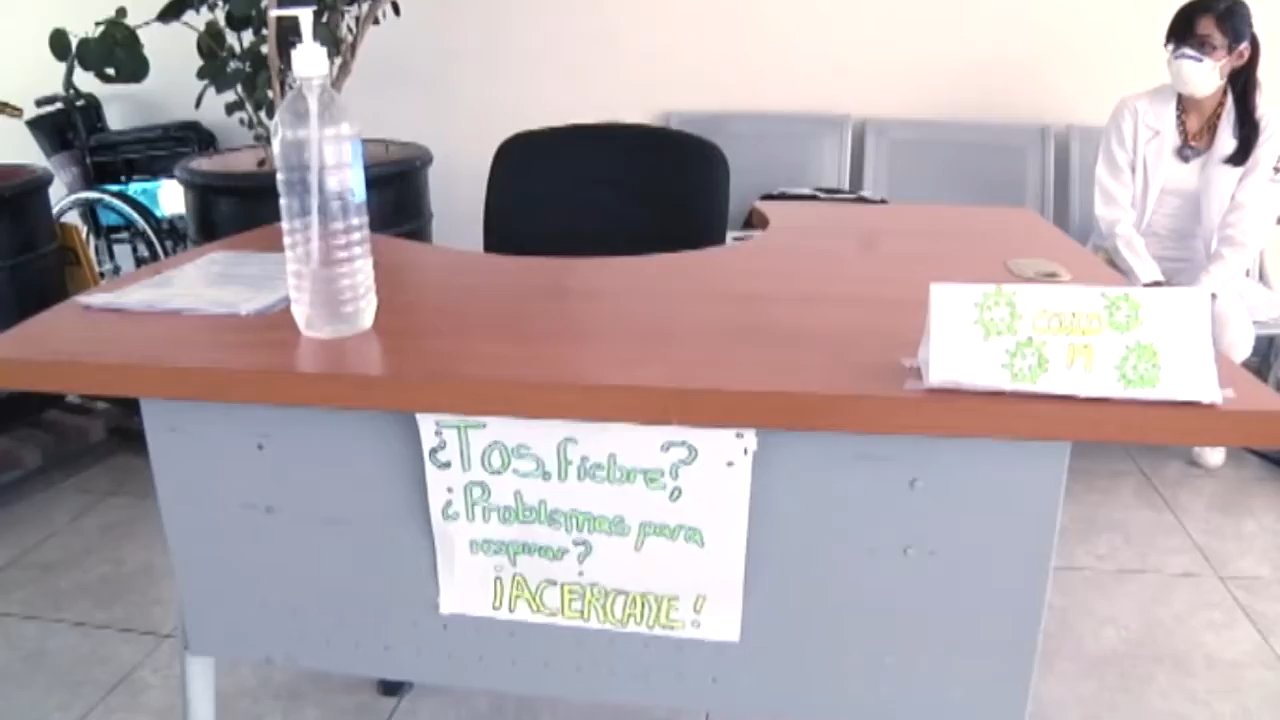 COVID
19
¿Tos, fiebre?
¿Problemas para
respirar?
¡ACERCATE!